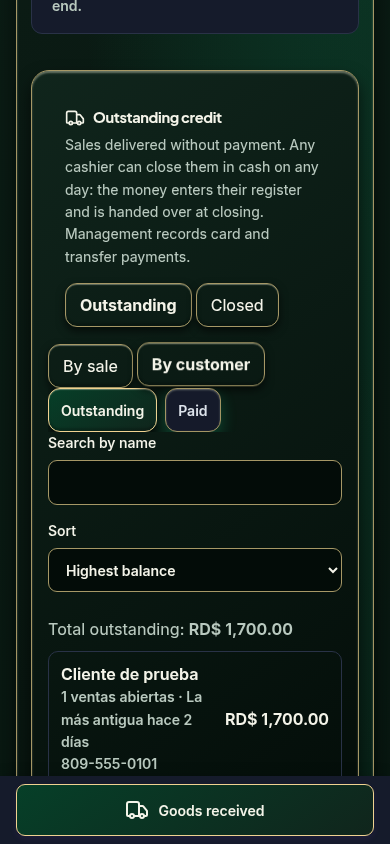 end.
Outstanding credit
Sales delivered without payment. Any
cashier can close them in cash on any
day: the money enters their register
and is handed over at closing.
Management records card and
transfer payments.
Outstanding Closed
By sale By customer
Outstanding Paid
Search by name
Sort
Highest balance
Total outstanding: RD$ 1,700.00
Cliente de prueba
1 ventas abiertas · La
más antigua hace 2
días
RD$ 1,700.00
809-555-0101
Goods received